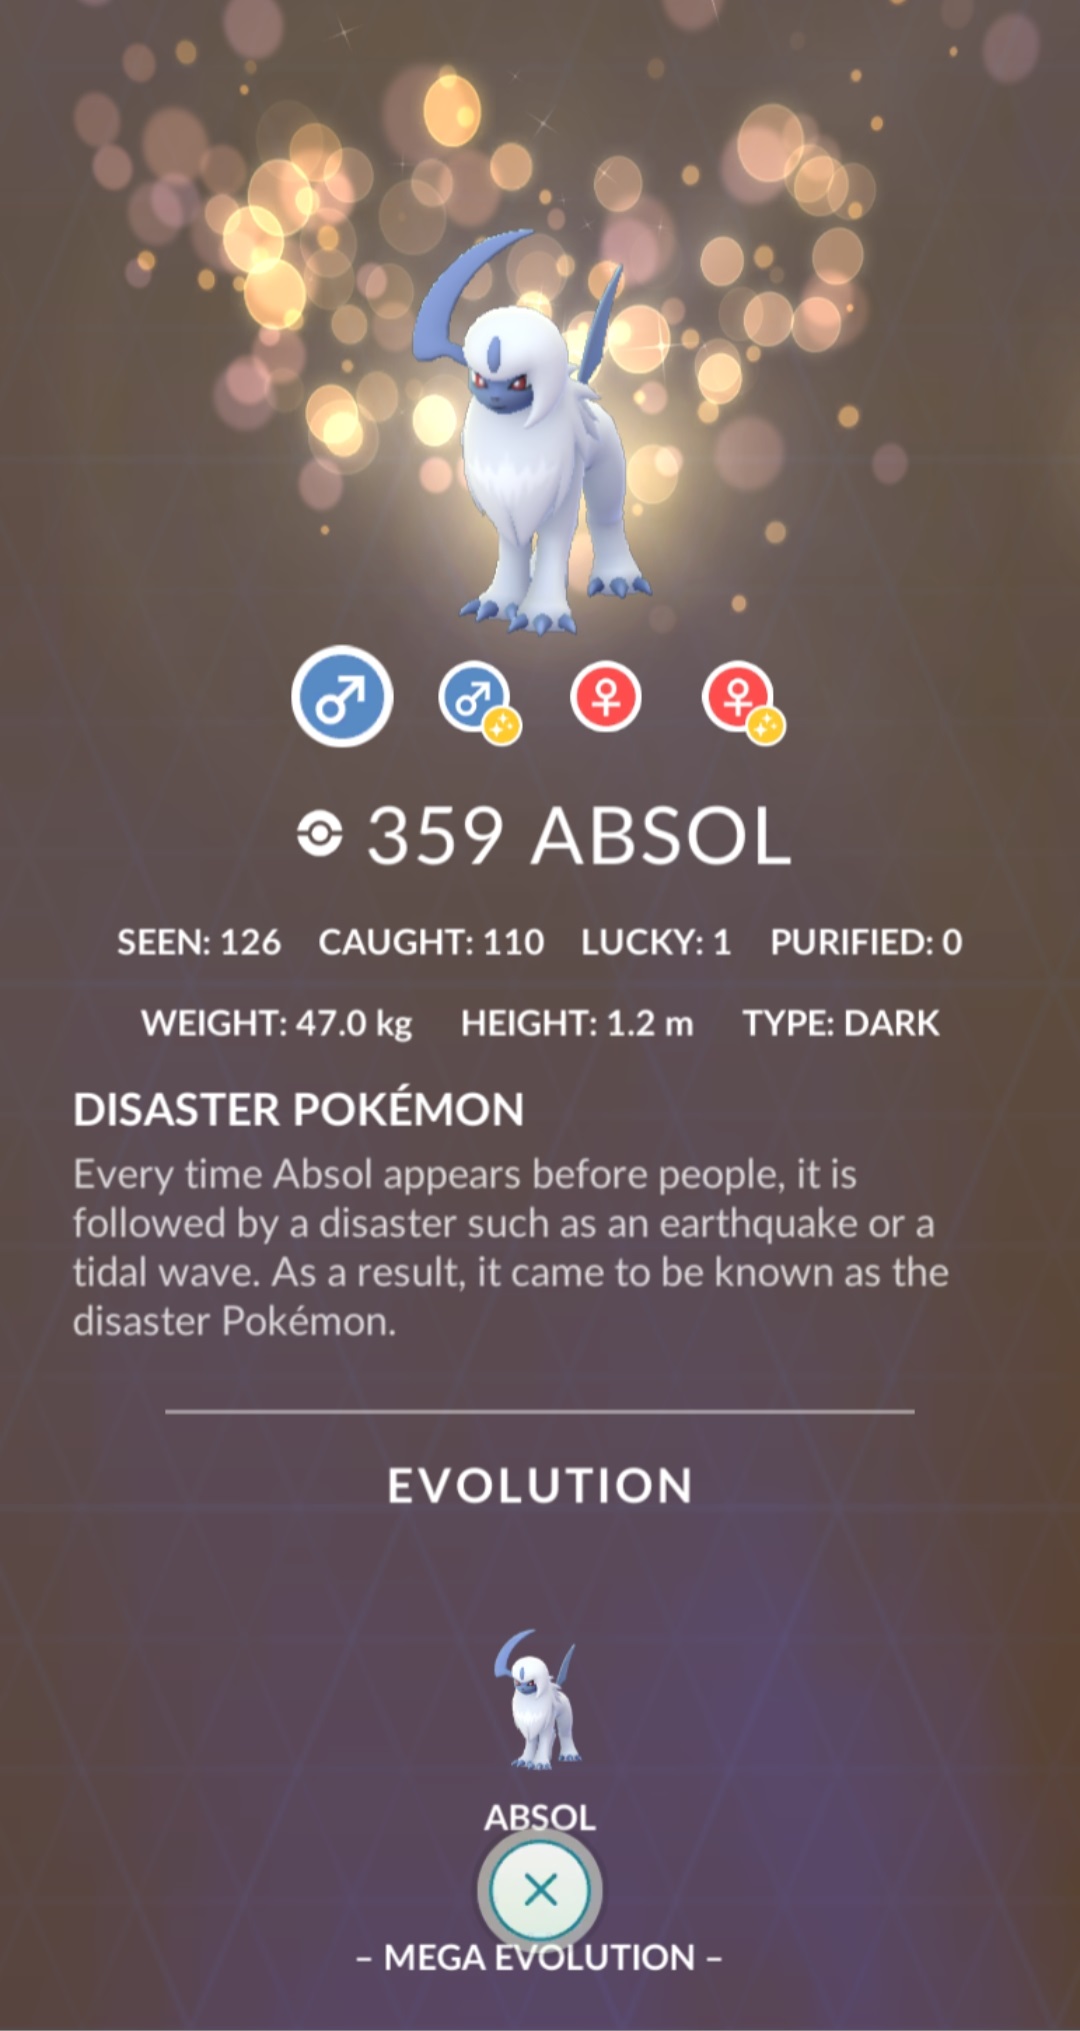 359 ABSOL
SEEN: 126 CAUGHT: 110 LUCKY: 1 PURIFIED: 0
WEIGHT: 47.0 kg HEIGHT: 1.2 m TYPE: DARK
DISASTER POKÉMON
Every time Absol appears before people, it is
followed by a disaster such as an earthquake or a
tidal wave. As a result, it came to be known as the
disaster Pokémon.
EVOLUTION
ABSOL
– MEGA EVOLUTION –